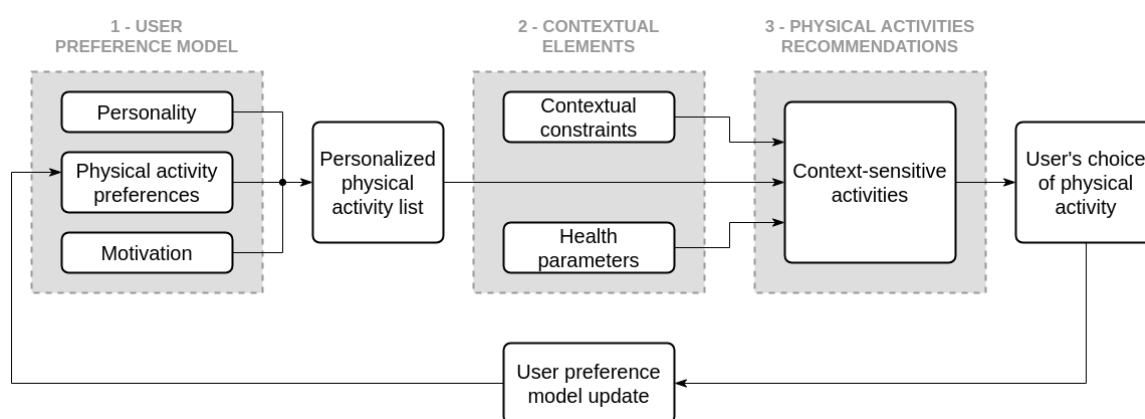 1 - USER
PREFERENCE MODEL
2 - CONTEXTUAL
ELEMENTS
3 - PHYSICAL ACTIVITIES
RECOMMENDATIONS
Personality
Physical activity
preferences
Motivation
Personalized
physical
activity list
Contextual
constraints
Health
parameters
Context-sensitive
activities
User's choice
of physical
activity
User preference
model update